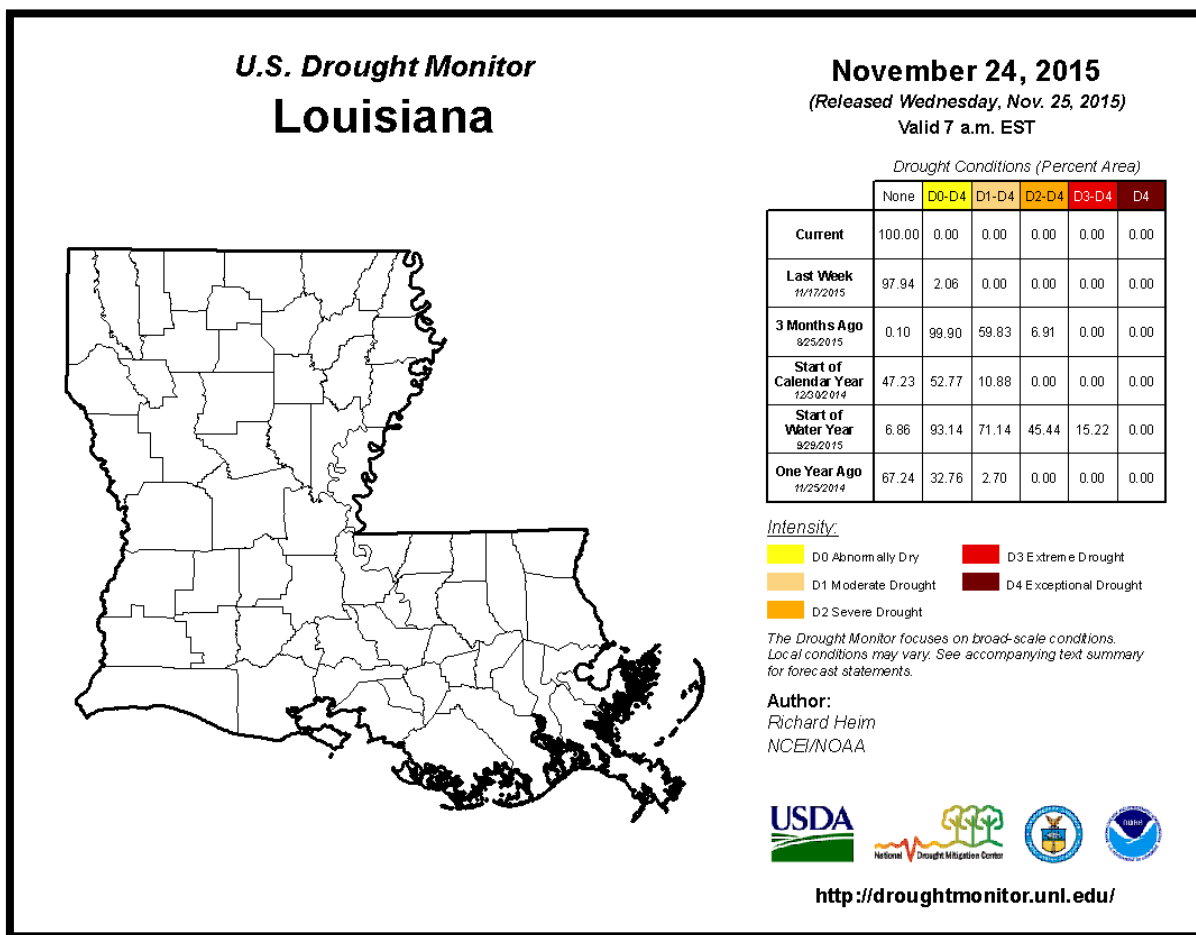 U.S. Drought Monitor
Louisiana
November 24, 2015
(Released Wednesday, Nov. 25, 2015)
Valid 7 a.m. EST
Drought Conditions (Percent Area)
None D0-D4 D1-D4 D2-D4 D3-D4 D4
Current 100.00 0.00 0.00 0.00 0.00 0.00
Last Week
11/17/2015
97.94 2.06 0.00 0.00 0.00 0.00
3 Months Ago
8/25/2015
0.10 99.90 59.83 6.91 0.00 0.00
Start of
Calendar Year
12/30/2014
47.23 52.77 10.88 0.00 0.00 0.00
Start of
Water Year
9/29/2015
6.86 93.14 71.14 45.44 15.22 0.00
One Year Ago
11/25/2014
67.24 32.76 2.70 0.00 0.00 0.00
Intensity:
D0 Abnormally Dry
D1 Moderate Drought
D2 Severe Drought
D3 Extreme Drought
D4 Exceptional Drought
The Drought Monitor focuses on broad-scale conditions.
Local conditions may vary. See accompanying text summary
for forecast statements.
Author:
Richard Heim
NCEI/NOAA
USDA
National Drought Mitigation Center
NOAA
http://droughtmonitor.unl.edu/